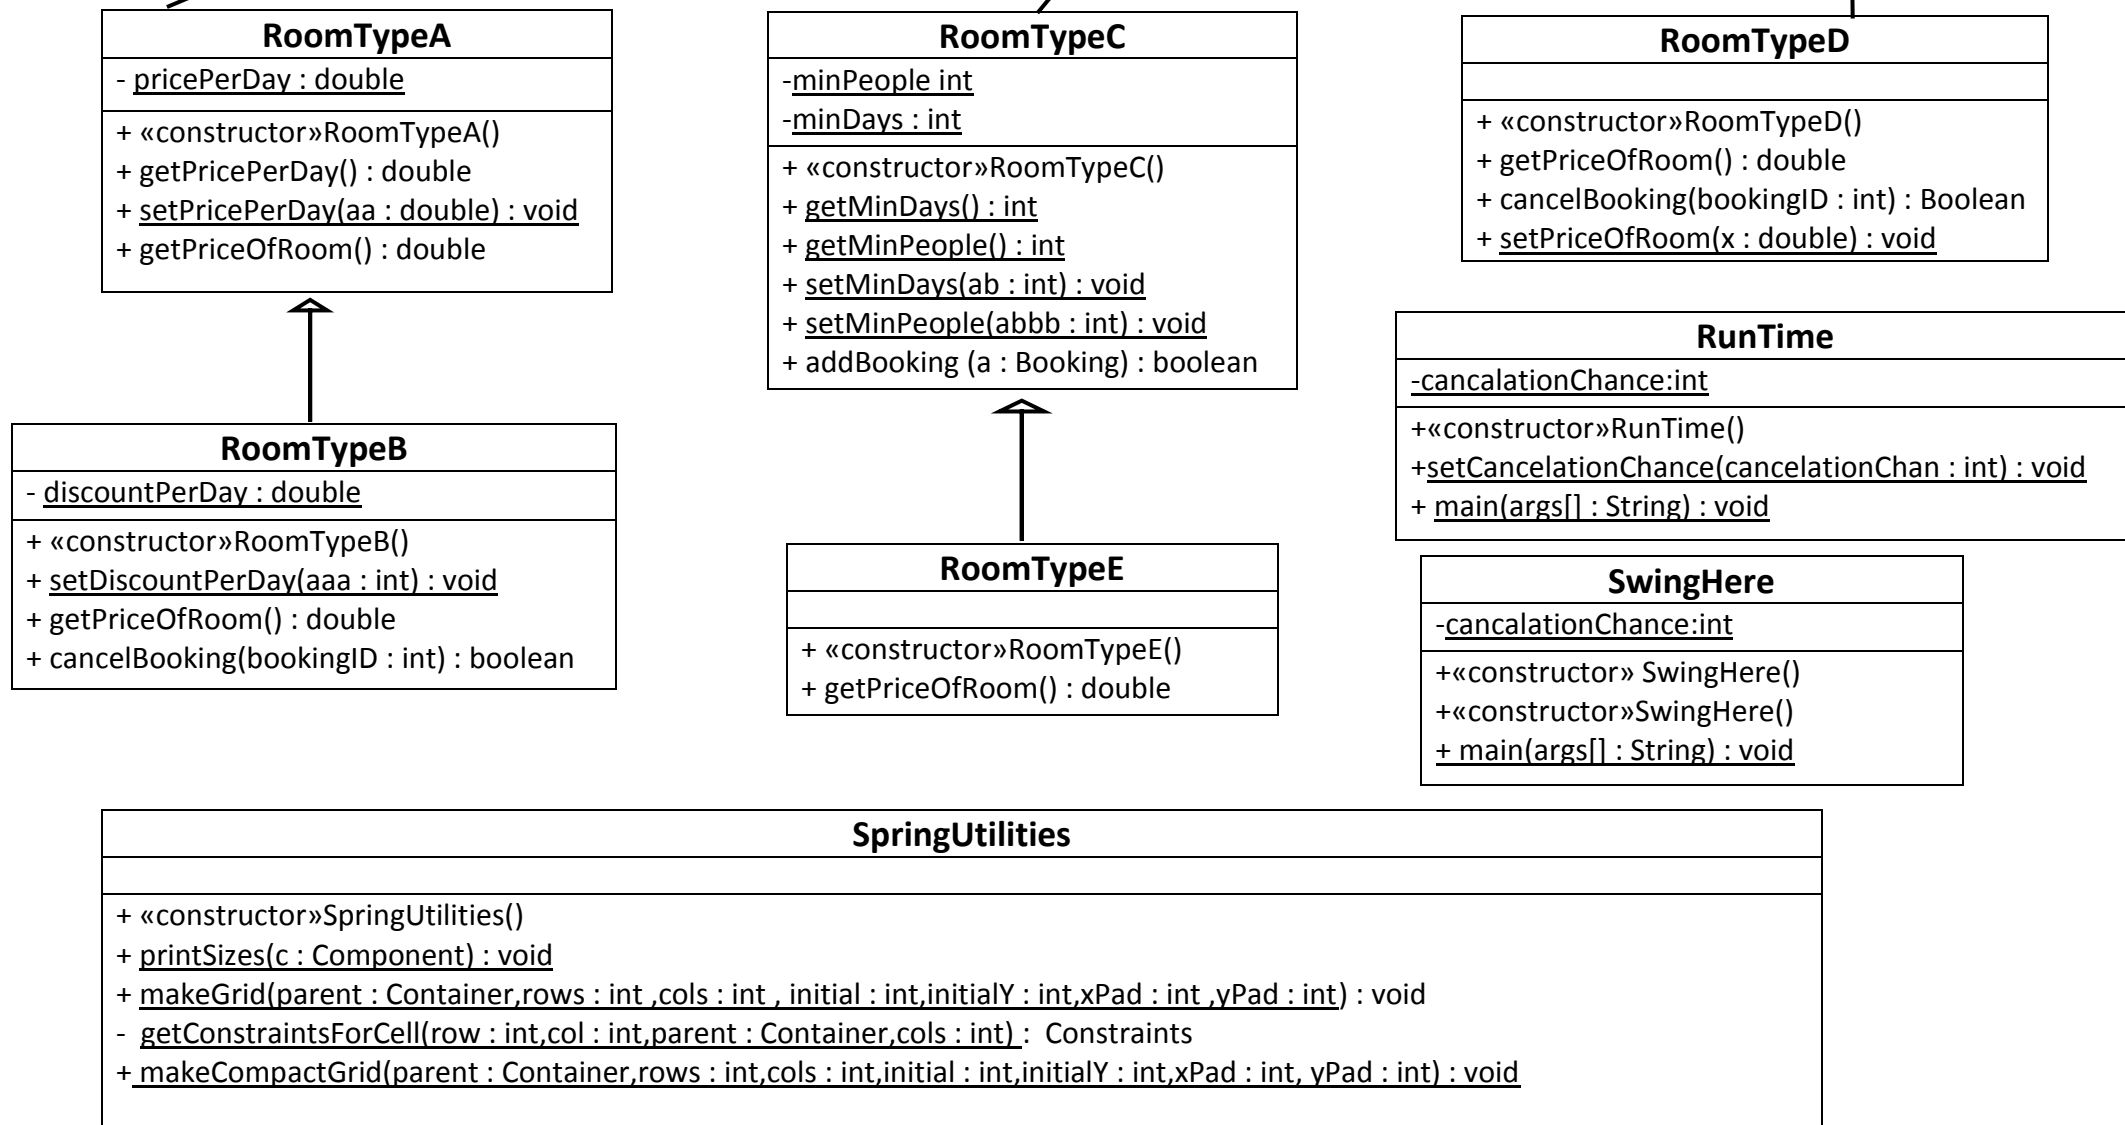 RoomTypeA
- pricePerDay : double
+ «constructor»RoomTypeA()
+ getPricePerDay() : double
+ setPricePerDay(aa : double) : void
+ getPriceOfRoom() : double
RoomTypeC
-minPeople int
-minDays : int
+ «constructor»RoomTypeC()
+ getMinDays() : int
+ getMinPeople() : int
+ setMinDays(ab : int) : void
+ setMinPeople(abbb : int) : void
+ addBooking (a : Booking) : boolean
RoomTypeD
+ «constructor»RoomTypeD()
+ getPriceOfRoom() : double
+ cancelBooking(bookingID : int) : Boolean
+ setPriceOfRoom(x : double) : void
RunTime
-cancalationChance:int
+«constructor»RunTime()
+setCancelationChance(cancelationChan : int) : void
+ main(args[] : String) : void
RoomTypeB
- discountPerDay : double
+ «constructor»RoomTypeB()
+ setDiscountPerDay(aaa : int) : void
+ getPriceOfRoom() : double
+ cancelBooking(bookingID : int) : boolean
RoomTypeE
+ «constructor»RoomTypeE()
+ getPriceOfRoom() : double
SwingHere
-cancalationChance:int
+«constructor» SwingHere()
+«constructor»SwingHere()
+ main(args[] : String) : void
SpringUtilities
+ «constructor»SpringUtilities()
+ printSizes(c : Component) : void
+ makeGrid(parent : Container,rows : int ,cols : int , initial : int,initialY : int,xPad : int ,yPad : int) : void
- getConstraintsForCell(row : int,col : int,parent : Container,cols : int) : Constraints
+ makeCompactGrid(parent : Container,rows : int,cols : int,initial : int,initialY : int,xPad : int, yPad : int) : void